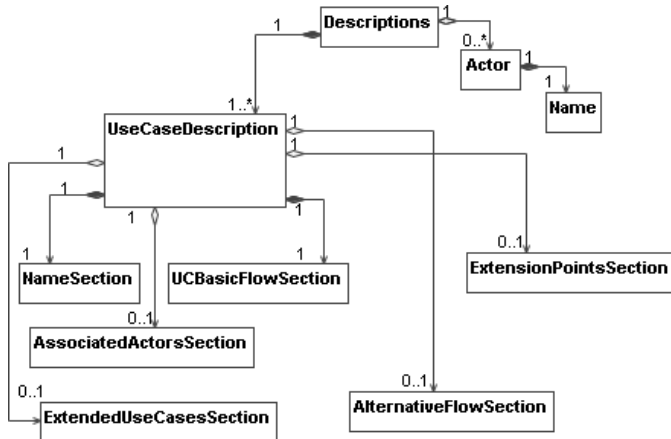 1 Descriptions 1
0..* 
Actor 1
1 Name
1..*
UseCaseDescription 1
1 1
1 1 1
1 1 0..1
NameSection UCBasicFlowSection ExtensionPointsSection
0..1
AssociatedActorsSection
0..1 0..1
ExtendedUseCasesSection AlternativeFlowSection